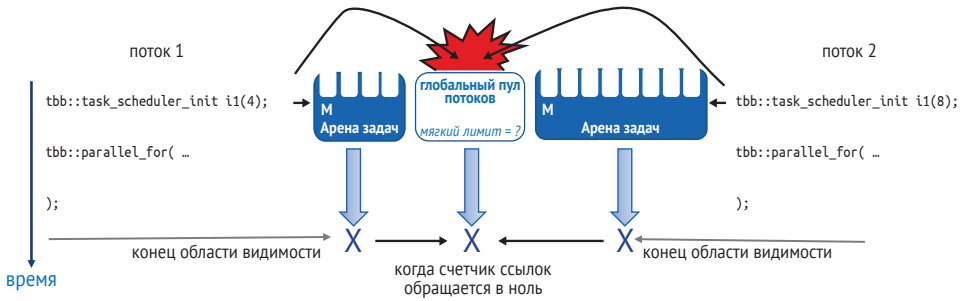 поток 1
поток 2
глобальный пул
потоков
мягкий лимит = ?
tbb::task_scheduler_init i1(4);
M
Арена задач
M
Арена задач
tbb::task_scheduler_init i1(8);
tbb::parallel_for( …
tbb::parallel_for( …
);
);
X
X
X
конец области видимости
конец области видимости
когда счетчик ссылок
обращается в ноль
время